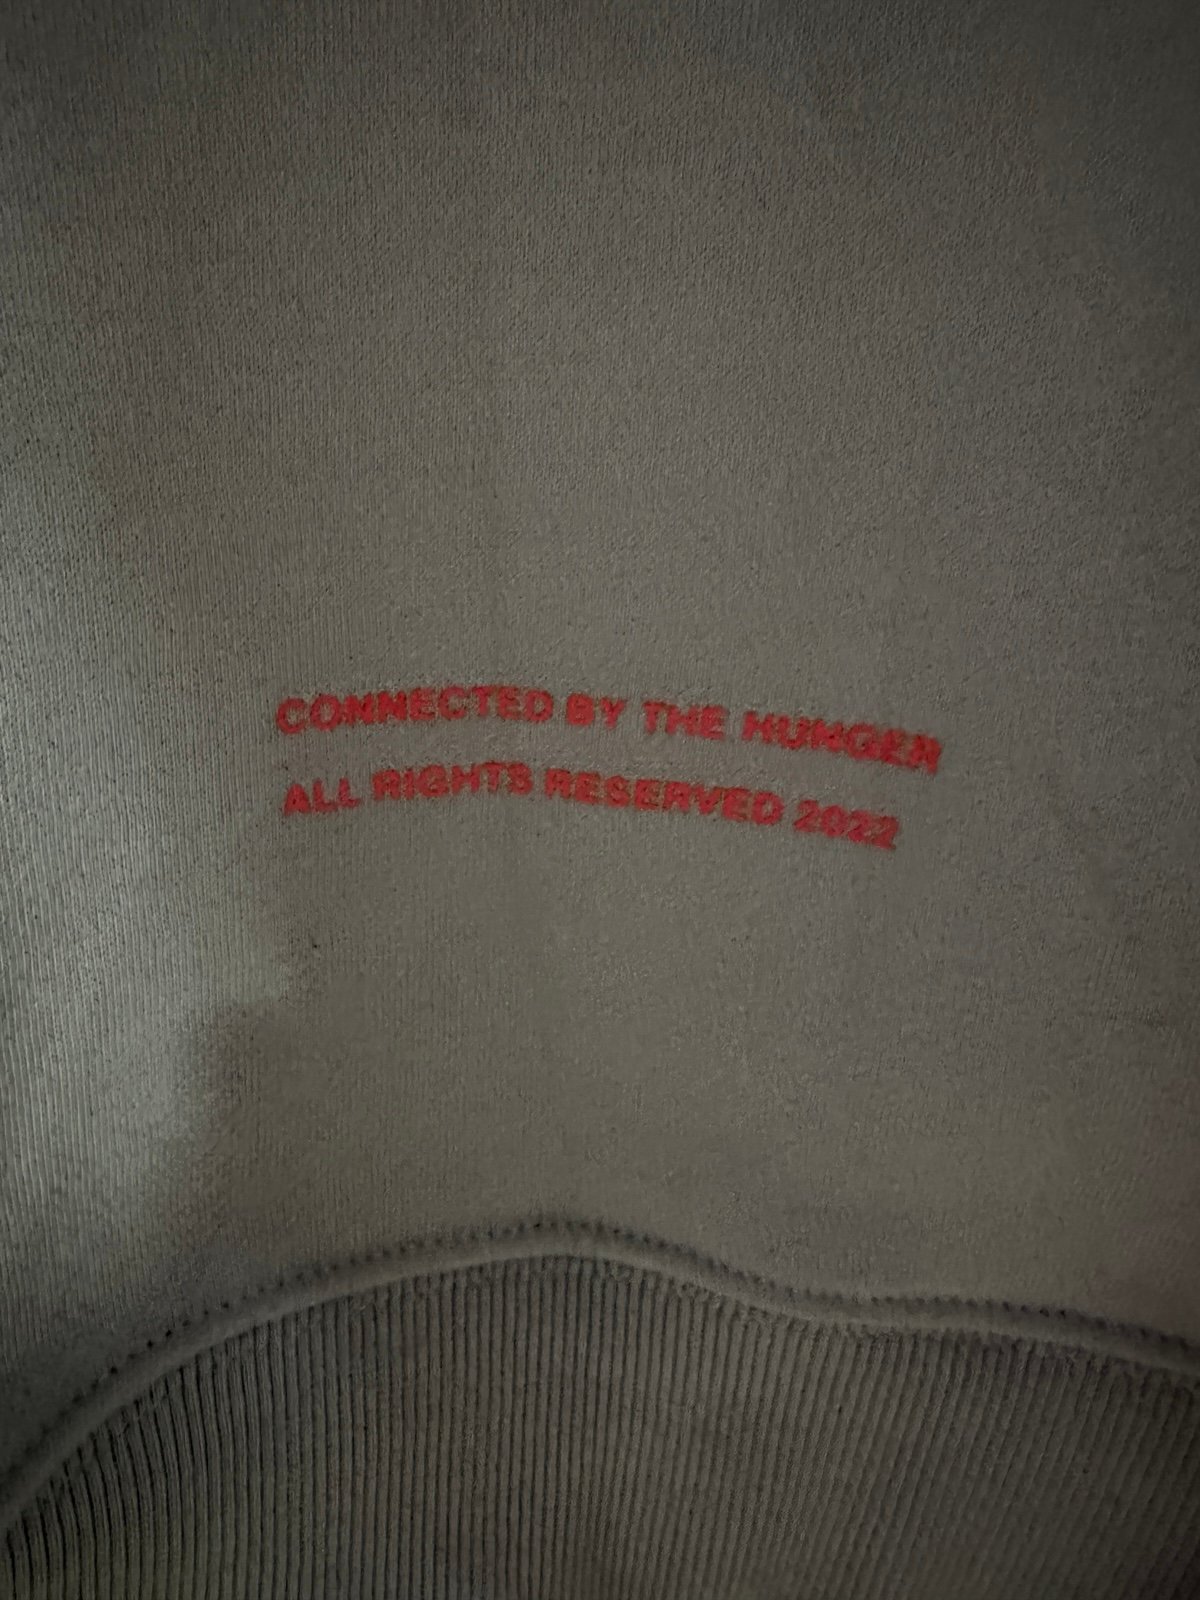 CONNECTED BY THE HUNGER
ALL RIGHTS RESERVED 2022